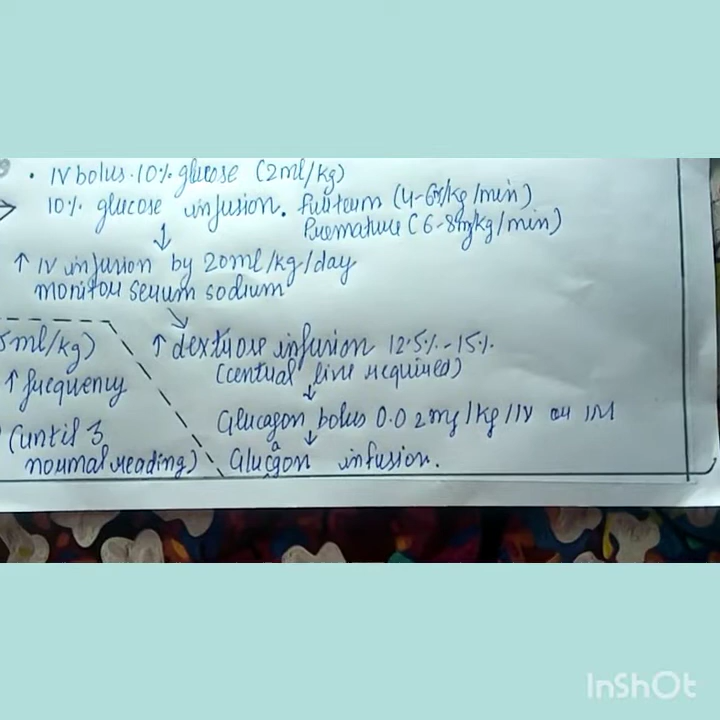 • IV bolus 10% glucose (2ml/kg)
10% glucose infusion. Fullterm (4-6 /kg/min)
Premature (6-8mg/kg/min)
↓
↑ IV infusion by 20ml/kg/day
monitor serum sodium
↘
5ml/kg) ↑ dextrose infusion 12.5%-15%
↑ frequency (central line required)
↓
Glucagon bolus 0.02mg/kg/IV or IM
(until 3 ↓
normal reading) Glucagon infusion.
InShOt